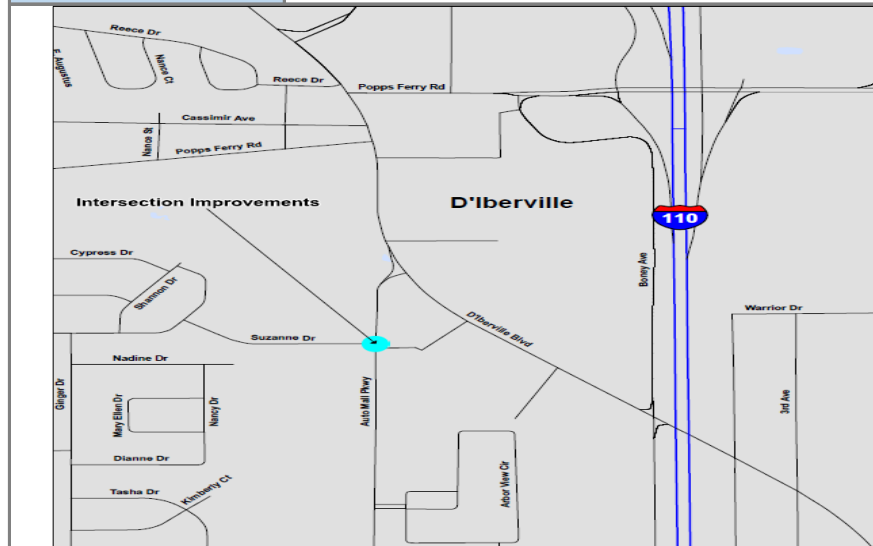 Reece Dr
F. Augustus
Nance Ct
Reece Dr
Popps Ferry Rd
Cassimir Ave
Nance St
Popps Ferry Rd
Intersection Improvements
D'Iberville
110
Cypress Dr
Shannon Dr
Boney Ave
Suzanne Dr
D'Iberville Blvd
Warrior Dr
Nadine Dr
Ginger Dr
Mary Ellen Dr
Nancy Dr
Auto Mall Pkwy
3rd Ave
Dianne Dr
Tasha Dr
Kimberly Ct
Arbor View Cir